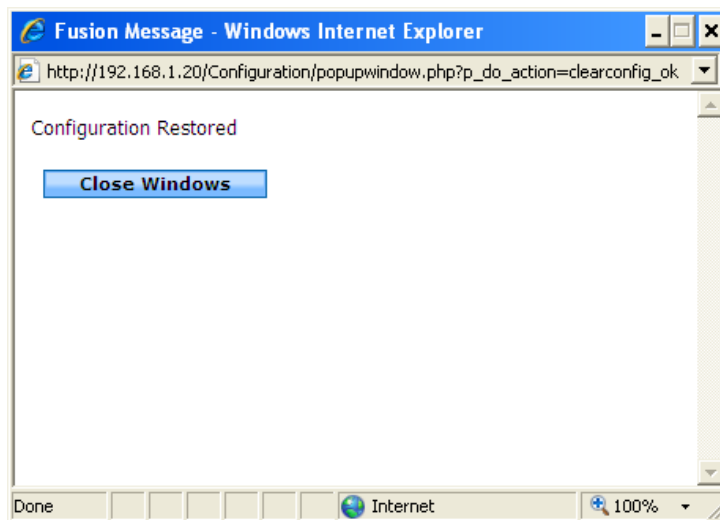 Fusion Message - Windows Internet Explorer
http://192.168.1.20/Configuration/popupwindow.php?p_do_action=clearconfig_ok
Configuration Restored
Close Windows
Done Internet 100%